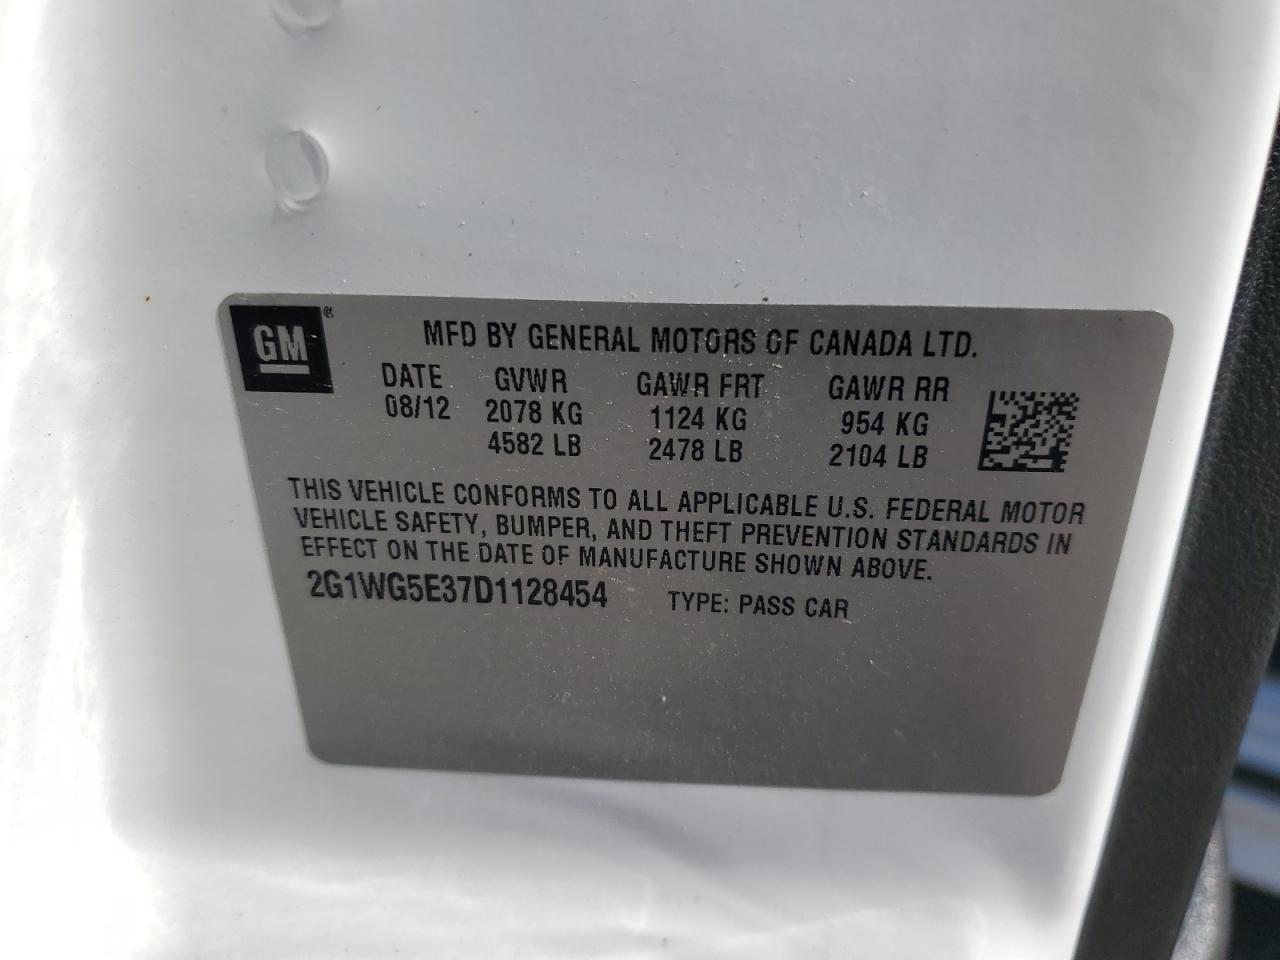 GM
MFD BY GENERAL MOTORS OF CANADA LTD.
DATE GVWR GAWR FRT GAWR RR
08/12 2078 KG 1124 KG 954 KG
4582 LB 2478 LB 2104 LB
THIS VEHICLE CONFORMS TO ALL APPLICABLE U.S. FEDERAL MOTOR
VEHICLE SAFETY, BUMPER, AND THEFT PREVENTION STANDARDS IN
EFFECT ON THE DATE OF MANUFACTURE SHOWN ABOVE.
2G1WG5E37D1128454 TYPE: PASS CAR